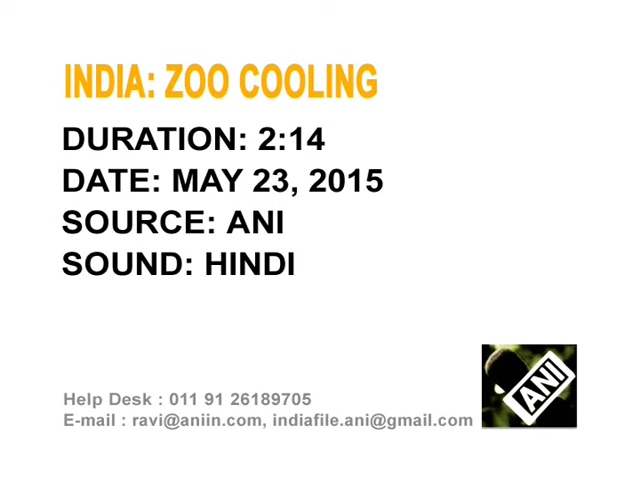 INDIA: ZOO COOLING
DURATION: 2:14
DATE: MAY 23, 2015
SOURCE: ANI
SOUND: HINDI
Help Desk : 011 91 26189705
E-mail : ravi@aniin.com, indiafile.ani@gmail.com
ANI